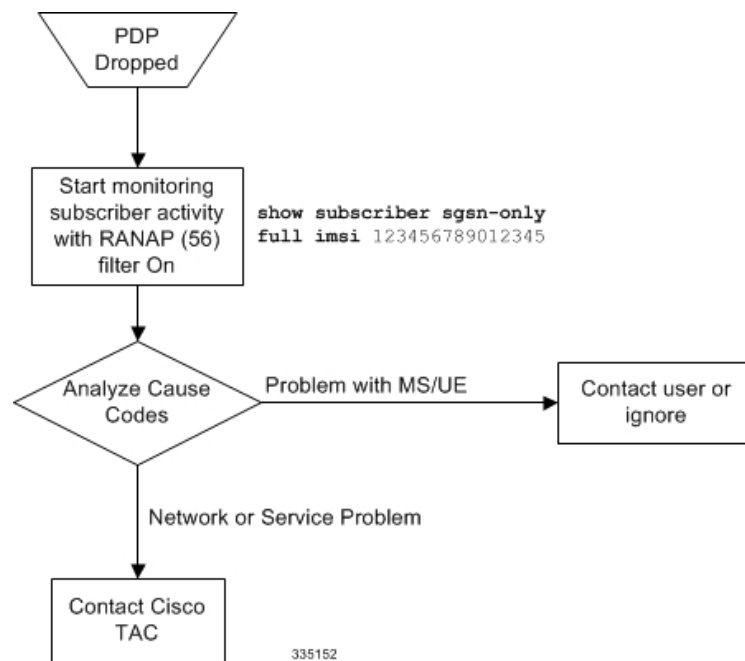 PDP
Dropped
Start monitoring
subscriber activity
with RANAP (56)
filter On
show subscriber sgsn-only
full imsi 123456789012345
Analyze Cause
Codes
Problem with MS/UE
Contact user or
ignore
Network or Service Problem
Contact Cisco
TAC
335152